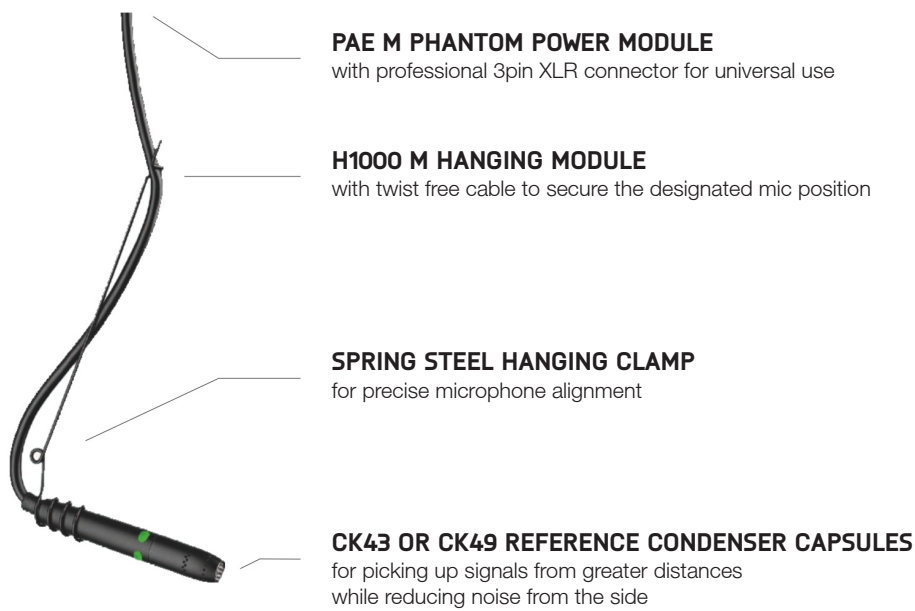 PAE M PHANTOM POWER MODULE
with professional 3pin XLR connector for universal use
H1000 M HANGING MODULE
with twist free cable to secure the designated mic position
SPRING STEEL HANGING CLAMP
for precise microphone alignment
CK43 OR CK49 REFERENCE CONDENSER CAPSULES
for picking up signals from greater distances
while reducing noise from the side